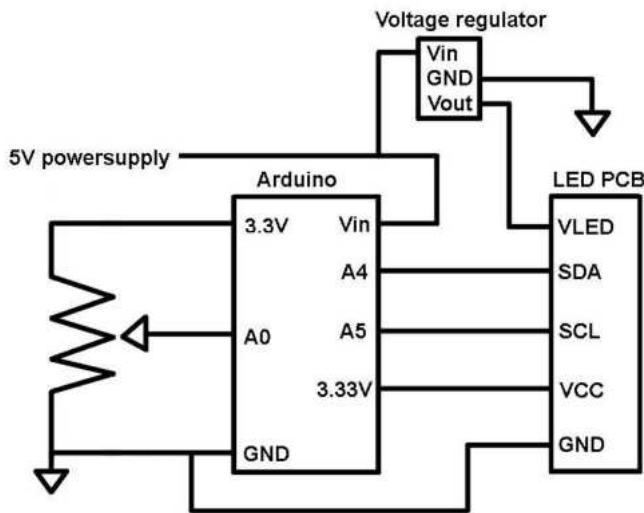 Voltage regulator
Vin
GND
Vout
5V powersupply
Arduino
LED PCB
3.3V
Vin
VLED
A4
SDA
A0
A5
SCL
3.33V
VCC
GND
GND